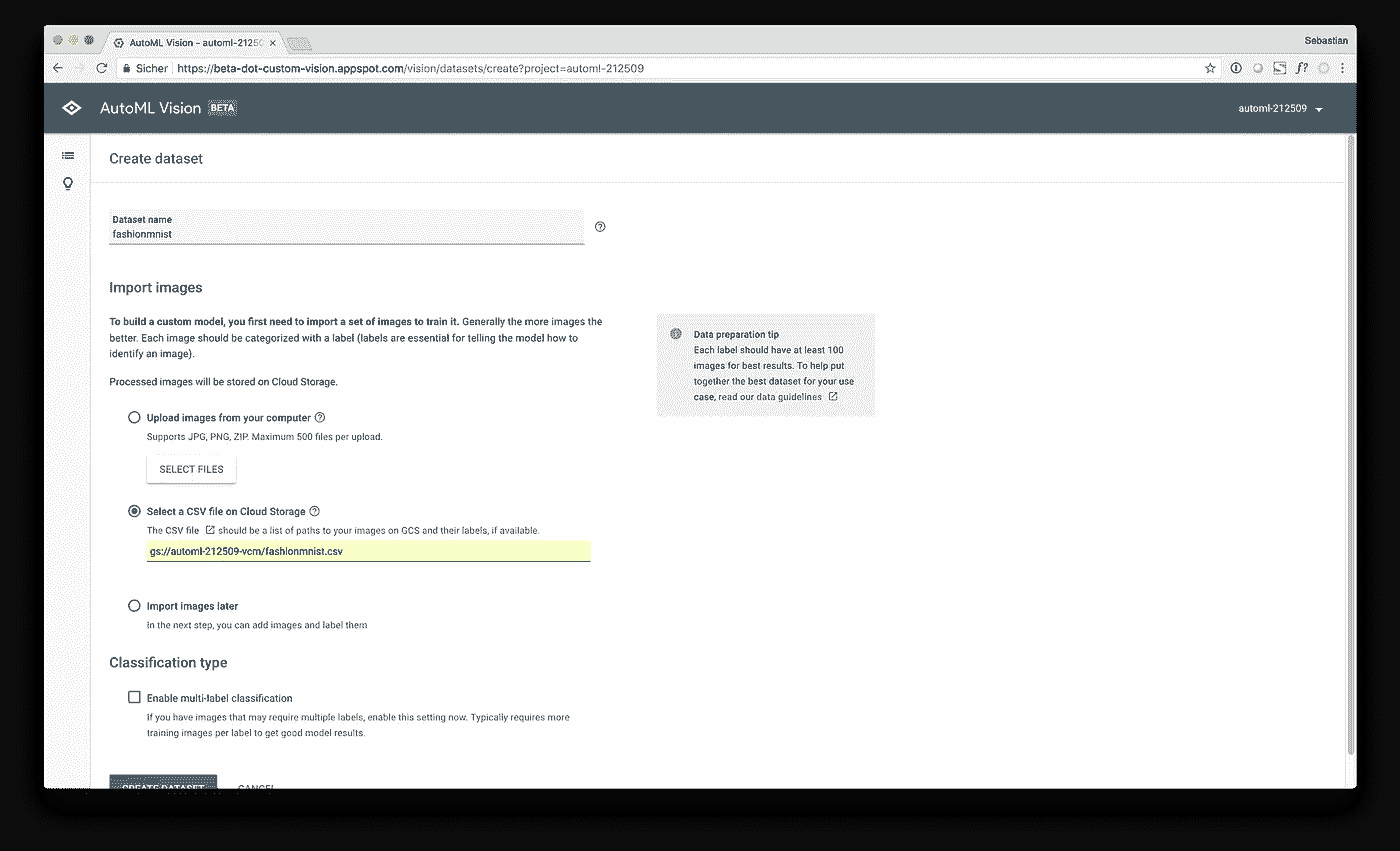 AutoML Vision – automl-2125
Sebastian
Sicher https://beta-dot-custom-vision.appspot.com/vision/datasets/create?project=automl-212509
f?
AutoML Vision BETA
automl-212509
Create dataset
Dataset name
fashionmnist
Import images
To build a custom model, you first need to import a set of images to train it. Generally the more images the
better. Each image should be categorized with a label (labels are essential for telling the model how to
identify an image).
Processed images will be stored on Cloud Storage.
Data preparation tip
Each label should have at least 100
images for best results. To help put
together the best dataset for your use
case, read our data guidelines
Upload images from your computer
Supports JPG, PNG, ZIP. Maximum 500 files per upload.
SELECT FILES
Select a CSV file on Cloud Storage
The CSV file should be a list of paths to your images on GCS and their labels, if available.
gs://automl-212509-vcm/fashionmnist.csv
Import images later
In the next step, you can add images and label them
Classification type
Enable multi-label classification
If you have images that may require multiple labels, enable this setting now. Typically requires more
training images per label to get good model results.
CREATE DATASET CANCEL